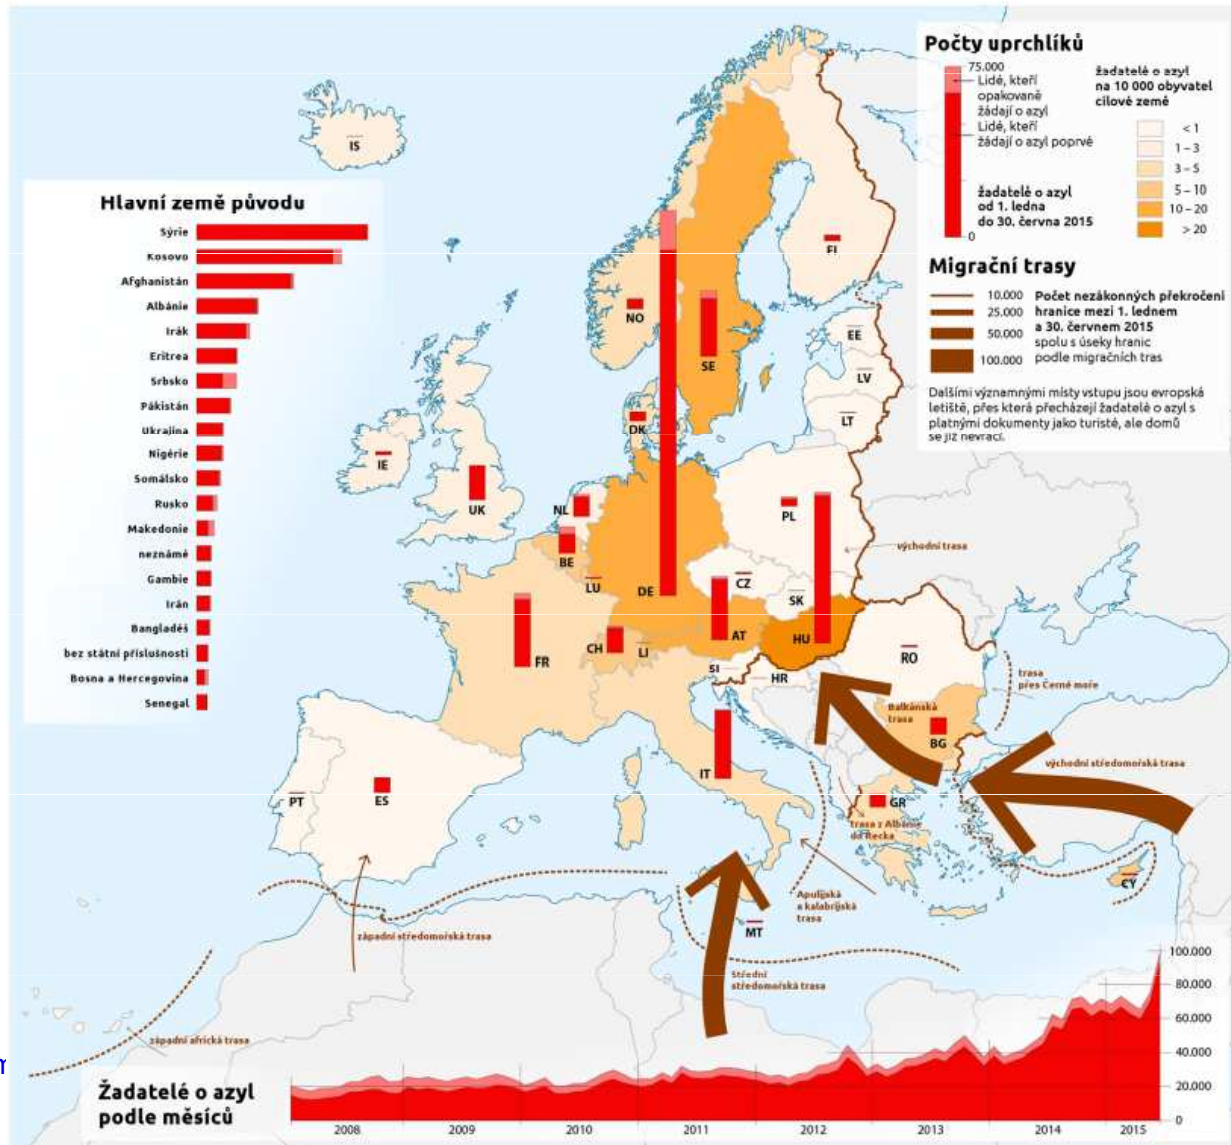 Počty uprchlíků
75.000
Lidé, kteří
opakovaně
žádají o azyl
Lidé, kteří
žádají o azyl poprvé
žadatelé o azyl
od 1. ledna
do 30. června 2015
0
žadatelé o azyl
na 10 000 obyvatel
cílové země
< 1
1 – 3
3 – 5
5 – 10
10 – 20
> 20
Migrační trasy
10.000
25.000
50.000
100.000
Počet nezákonných překročení
hranice mezi 1. lednem
a 30. červnem 2015
spolu s úseky hranic
podle migračních tras
Dalšími významnými místy vstupu jsou evropská
letiště, přes která přecházejí žadatelé o azyl s
platnými dokumenty jako turisté, ale domů
se již nevrací.
Hlavní země původu
Sýrie
Kosovo
Afghanistán
Albánie
Irák
Eritrea
Srbsko
Pákistán
Ukrajina
Nigérie
Somálsko
Rusko
Makedonie
neznámé
Gambie
Irán
Bangladéš
bez státní příslušnosti
Bosna a Hercegovina
Senegal
IS
FI
NO
SE
EE
LV
LT
DK
IE
UK
NL
PL
BE
LU
DE
CZ
SK
východní trasa
FR
CH
LI
AT
HU
SI
HR
RO
trasa
přes Černé moře
Balkánská
trasa
BG
IT
východní středomořská trasa
PT
ES
GR
trasa z Albánie
do Řecka
CY
Apulijská
a kalabrijská
trasa
MT
západní středomořská trasa
Střední
středomořská trasa
západní africká trasa
Žadatelé o azyl
podle měsíců
100.000
80.000
60.000
40.000
20.000
0
2008
2009
2010
2011
2012
2013
2014
2015